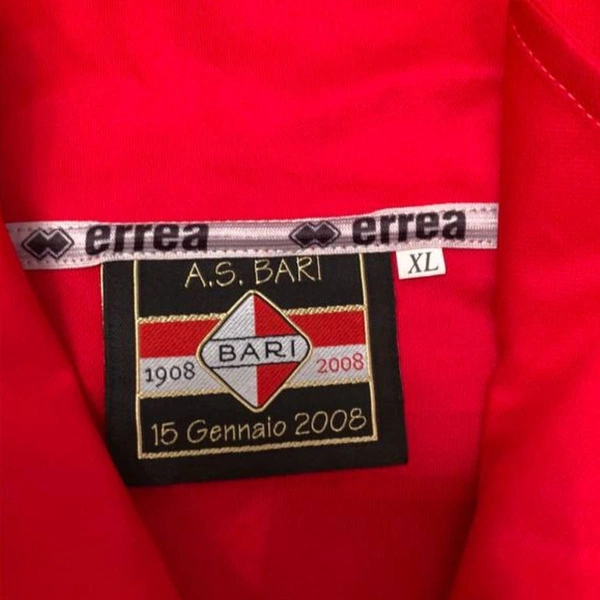 errea errea
XL
A.S. BARI
BARI
1908 2008
15 Gennaio 2008